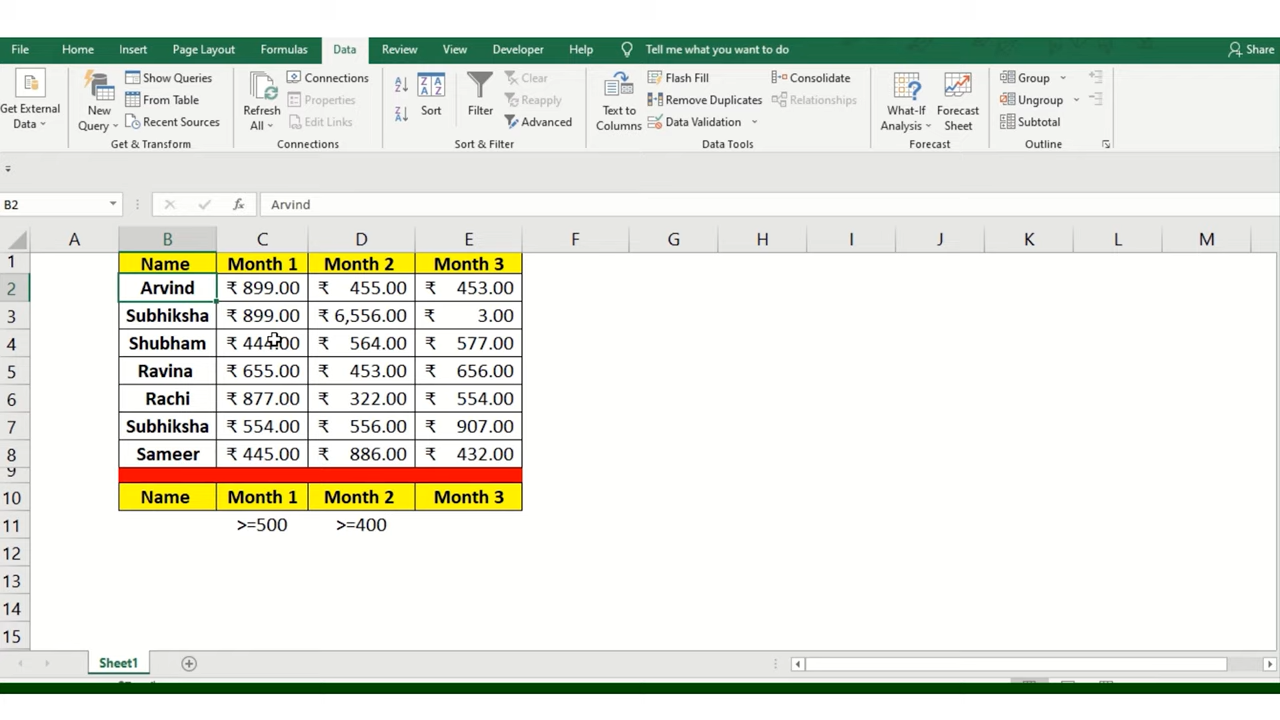 File Home Insert Page Layout Formulas Data Review View Developer Help Tell me what you want to do Share
Get External Data
New Query
Show Queries
From Table
Recent Sources
Get & Transform
Refresh All
Connections
Properties
Edit Links
Connections
Sort
Filter
Clear
Reapply
Advanced
Sort & Filter
Text to Columns
Flash Fill
Remove Duplicates
Data Validation
Consolidate
Relationships
Data Tools
What-If Analysis
Forecast Sheet
Forecast
Group
Ungroup
Subtotal
Outline
B2 fx Arvind
A B C D E F G H I J K L M
1 Name Month 1 Month 2 Month 3
2 Arvind ₹ 899.00 ₹ 455.00 ₹ 453.00
3 Subhiksha ₹ 899.00 ₹ 6,556.00 ₹ 3.00
4 Shubham ₹ 444.00 ₹ 564.00 ₹ 577.00
5 Ravina ₹ 655.00 ₹ 453.00 ₹ 656.00
6 Rachi ₹ 877.00 ₹ 322.00 ₹ 554.00
7 Subhiksha ₹ 554.00 ₹ 556.00 ₹ 907.00
8 Sameer ₹ 445.00 ₹ 886.00 ₹ 432.00
9
10 Name Month 1 Month 2 Month 3
11 >=500 >=400
12
13
14
15
Sheet1